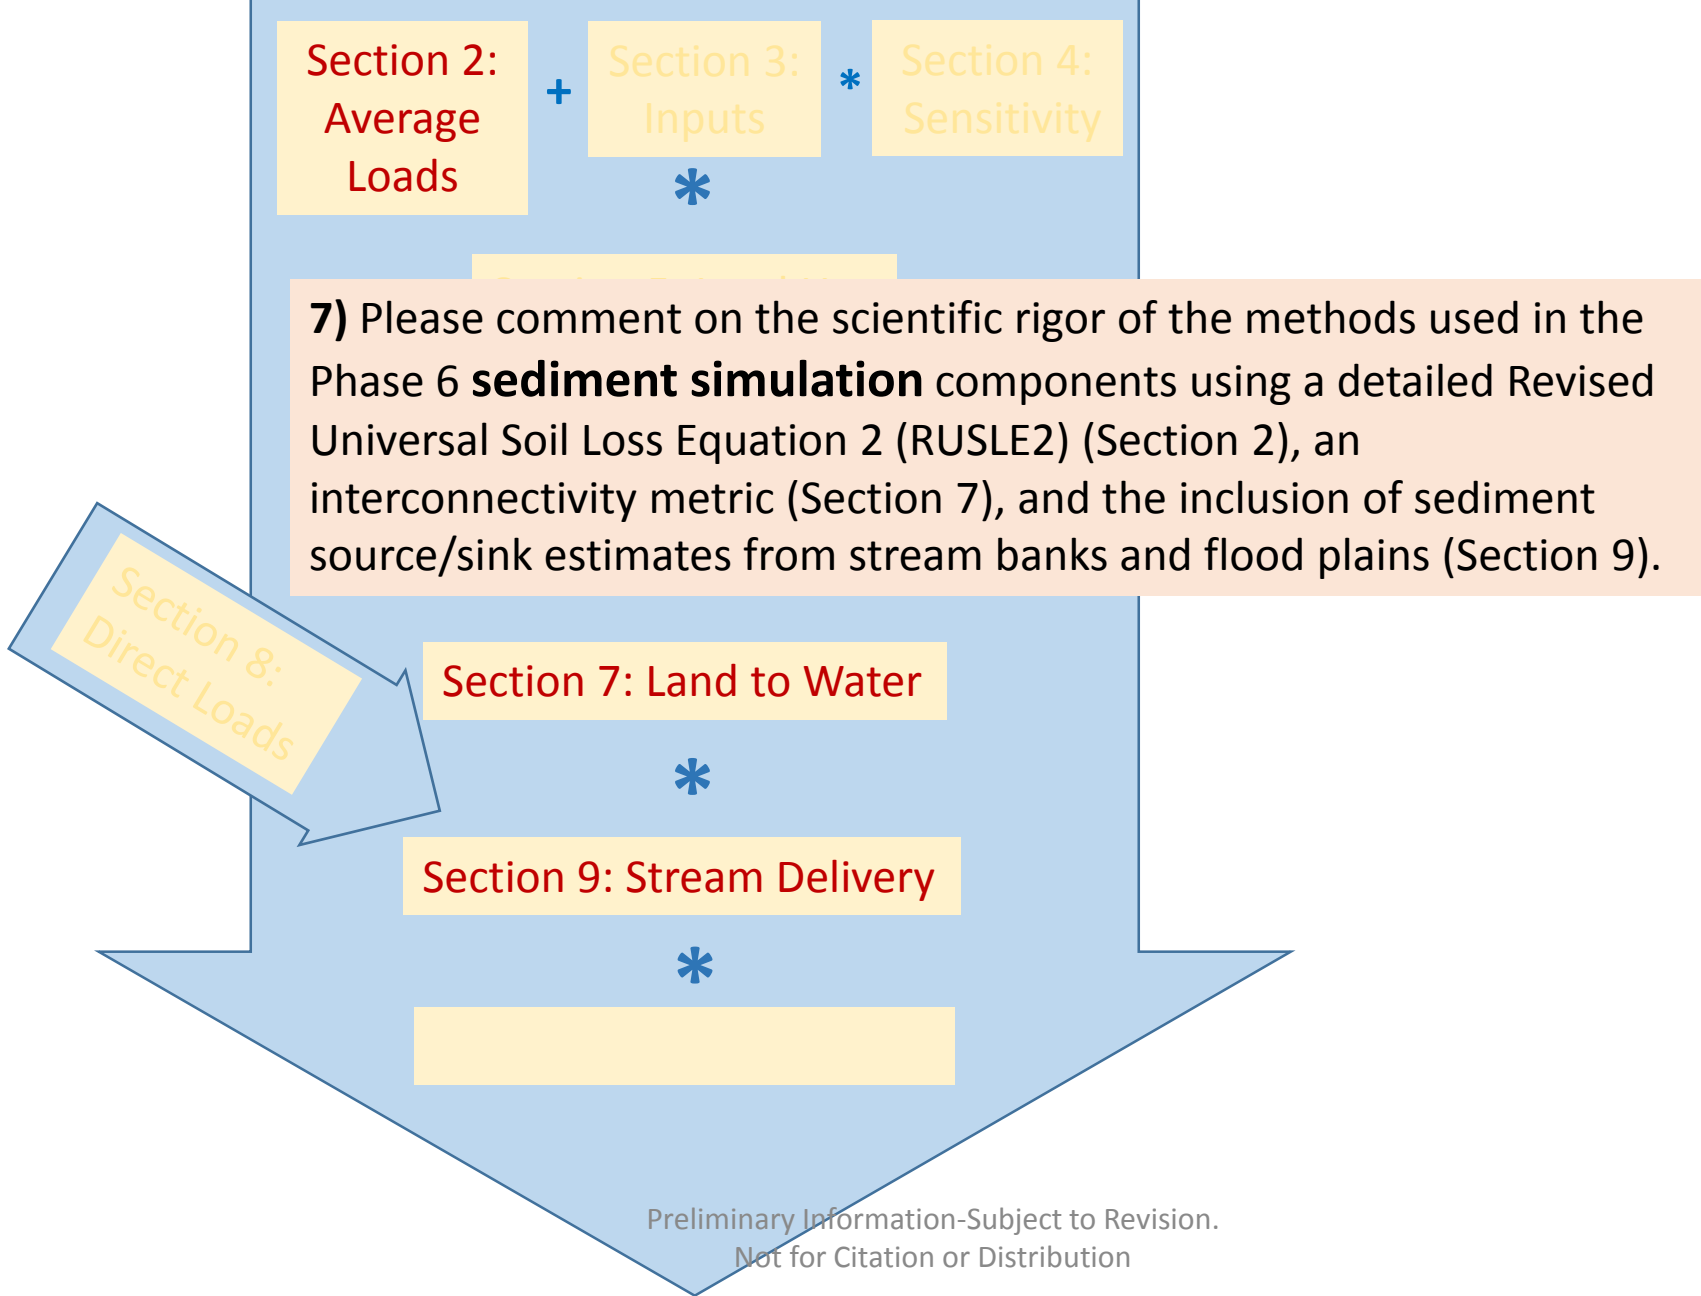 Section 2:
Average
Loads
+
Section 3:
Inputs
*
Section 4:
Sensitivity
*
7) Please comment on the scientific rigor of the methods used in the
Phase 6 sediment simulation components using a detailed Revised
Universal Soil Loss Equation 2 (RUSLE2) (Section 2), an
interconnectivity metric (Section 7), and the inclusion of sediment
source/sink estimates from stream banks and flood plains (Section 9).
Section 8:
Direct Loads
Section 7: Land to Water
*
Section 9: Stream Delivery
*
Preliminary Information-Subject to Revision.
Not for Citation or Distribution